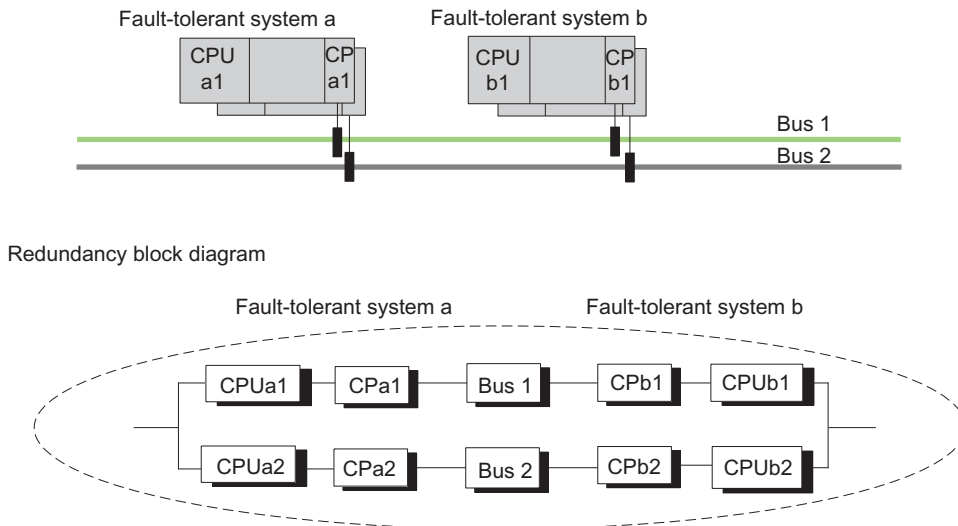 Fault-tolerant system a
Fault-tolerant system b
CPU
a1
CP
a1
CPU
b1
CP
b1
Bus 1
Bus 2
Redundancy block diagram
Fault-tolerant system a
Fault-tolerant system b
CPUa1
CPa1
Bus 1
CPb1
CPUb1
CPUa2
CPa2
Bus 2
CPb2
CPUb2